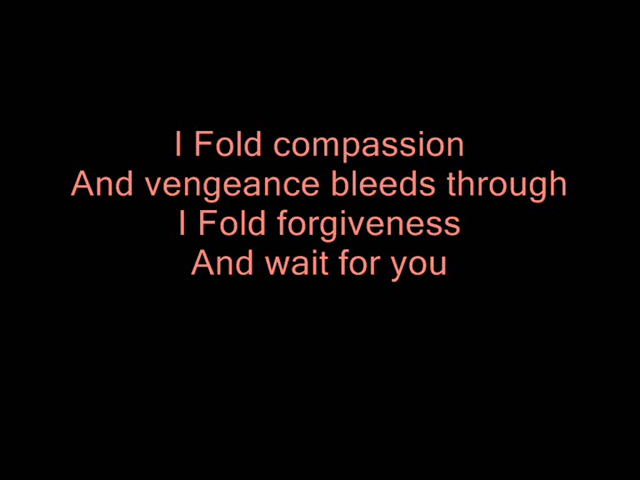 I Fold compassion
And vengeance bleeds through
I Fold forgiveness
And wait for you